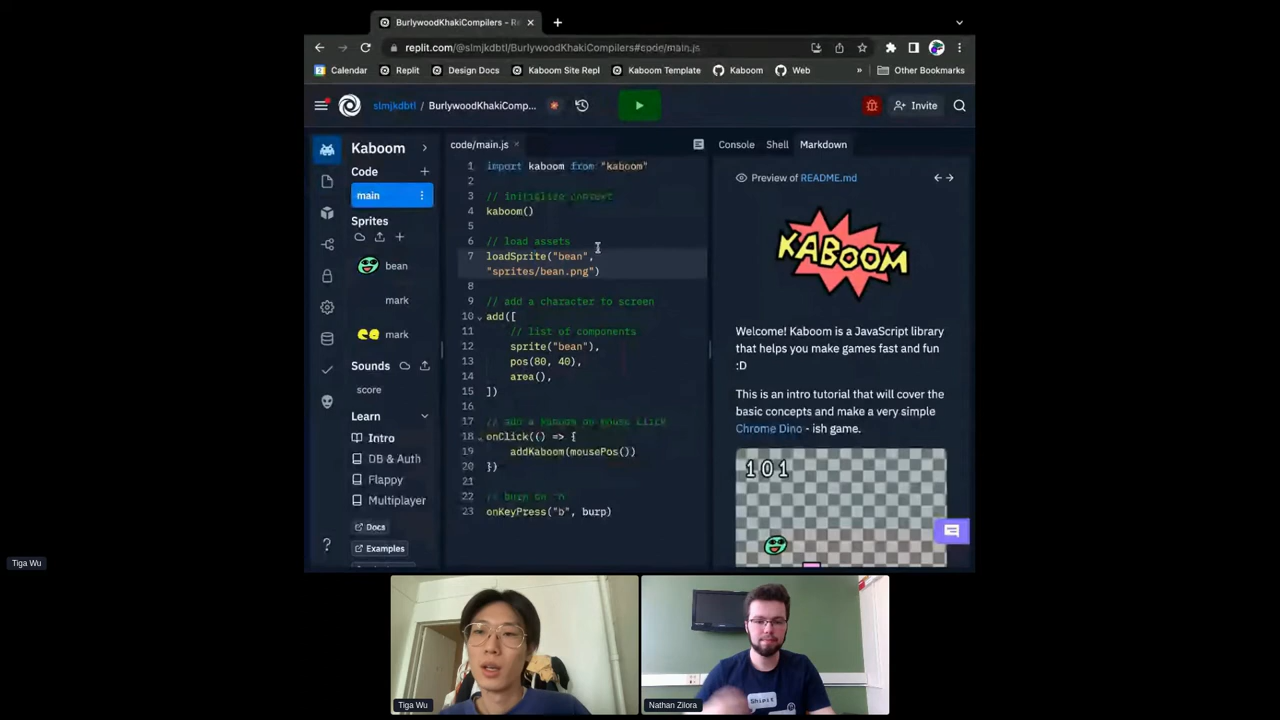 BurlywoodKhakiCompilers - Re
replit.com/@slmjkdbtl/BurlywoodKhakiCompilers#code/main.js
Calendar
Replit
Design Docs
Kaboom Site Repl
Kaboom Template
Kaboom
Web
»
Other Bookmarks
slmjkdbtl / BurlywoodKhakiComp...
Invite
Kaboom
Code
main
Sprites
bean
mark
mark
Sounds
score
Learn
Intro
DB & Auth
Flappy
Multiplayer
Docs
Examples
code/main.js
1 import kaboom from "kaboom"
2
3 // initialize context
4 kaboom()
5
6 // load assets
7 loadSprite("bean",
"sprites/bean.png")
8
9 // add a character to screen
10 add([
11 // list of components
12 sprite("bean"),
13 pos(80, 40),
14 area(),
15 ])
16
17 // add a kaboom on mouse click
18 onClick(() => {
19 addKaboom(mousePos())
20 })
21
22 // burp on "b"
23 onKeyPress("b", burp)
Console
Shell
Markdown
Preview of README.md
KABOOM
Welcome! Kaboom is a JavaScript library
that helps you make games fast and fun
:D
This is an intro tutorial that will cover the
basic concepts and make a very simple
Chrome Dino - ish game.
101
Tiga Wu
Tiga Wu
Nathan Zilora
Shipit